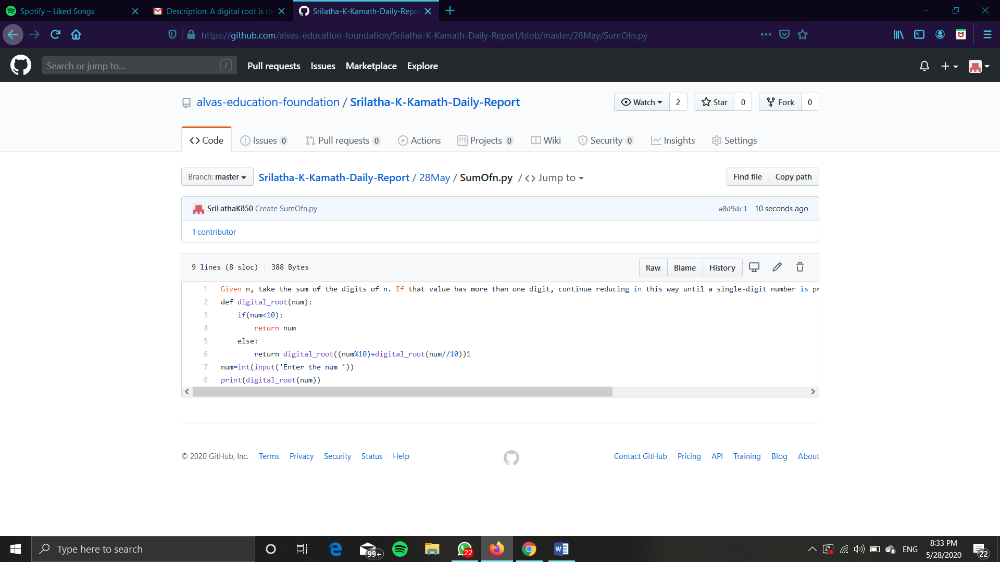 Spotify – Liked Songs
Description: A digital root is th
Srilatha-K-Kamath-Daily-Repor
https://github.com/alvas-education-foundation/Srilatha-K-Kamath-Daily-Report/blob/master/28May/SumOfn.py
Search or jump to... / Pull requests Issues Marketplace Explore
alvas-education-foundation / Srilatha-K-Kamath-Daily-Report Watch 2 Star 0 Fork 0
Code Issues 0 Pull requests 0 Actions Projects 0 Wiki Security 0 Insights Settings
Branch: master Srilatha-K-Kamath-Daily-Report / 28May / SumOfn.py / <> Jump to Find file Copy path
SriLathaK850 Create SumOfn.py a0d9dc1 10 seconds ago
1 contributor
9 lines (8 sloc) 388 Bytes Raw Blame History
1 Given n, take the sum of the digits of n. If that value has more than one digit, continue reducing in this way until a single-digit number is pr
2 def digital_root(num):
3     if(num<10):
4         return num
5     else:
6         return digital_root((num%10)+digital_root(num//10))1
7 num=int(input('Enter the num '))
8 print(digital_root(num))
© 2020 GitHub, Inc. Terms Privacy Security Status Help Contact GitHub Pricing API Training Blog About
Type here to search 99+ 22 ENG 8:33 PM
5/28/2020 22